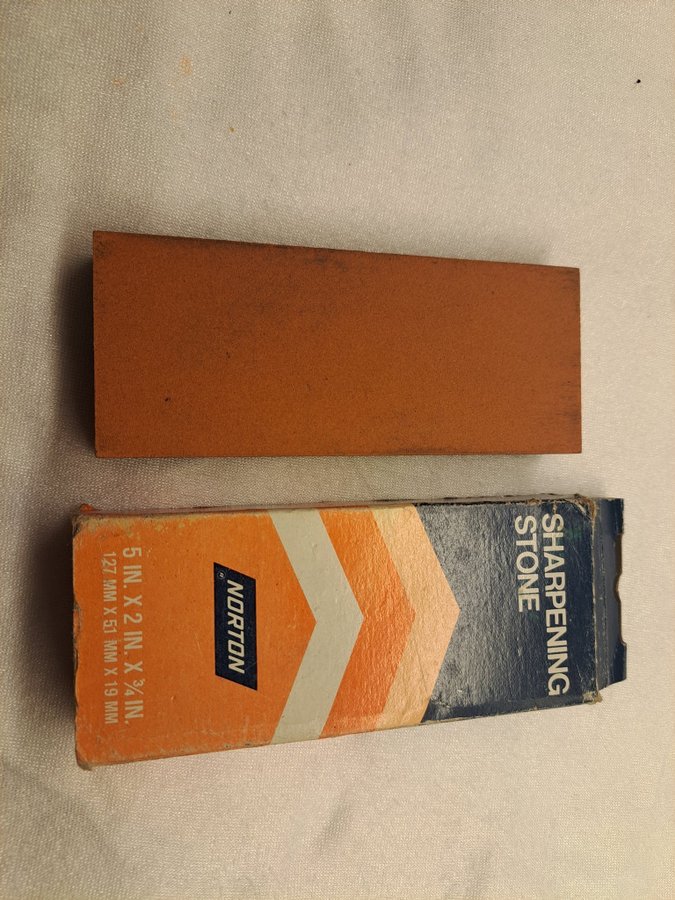 SHARPENING
STONE
NORTON
®
5 IN. X 2 IN. X ¾ IN.
127 MM X 51 MM X 19 MM